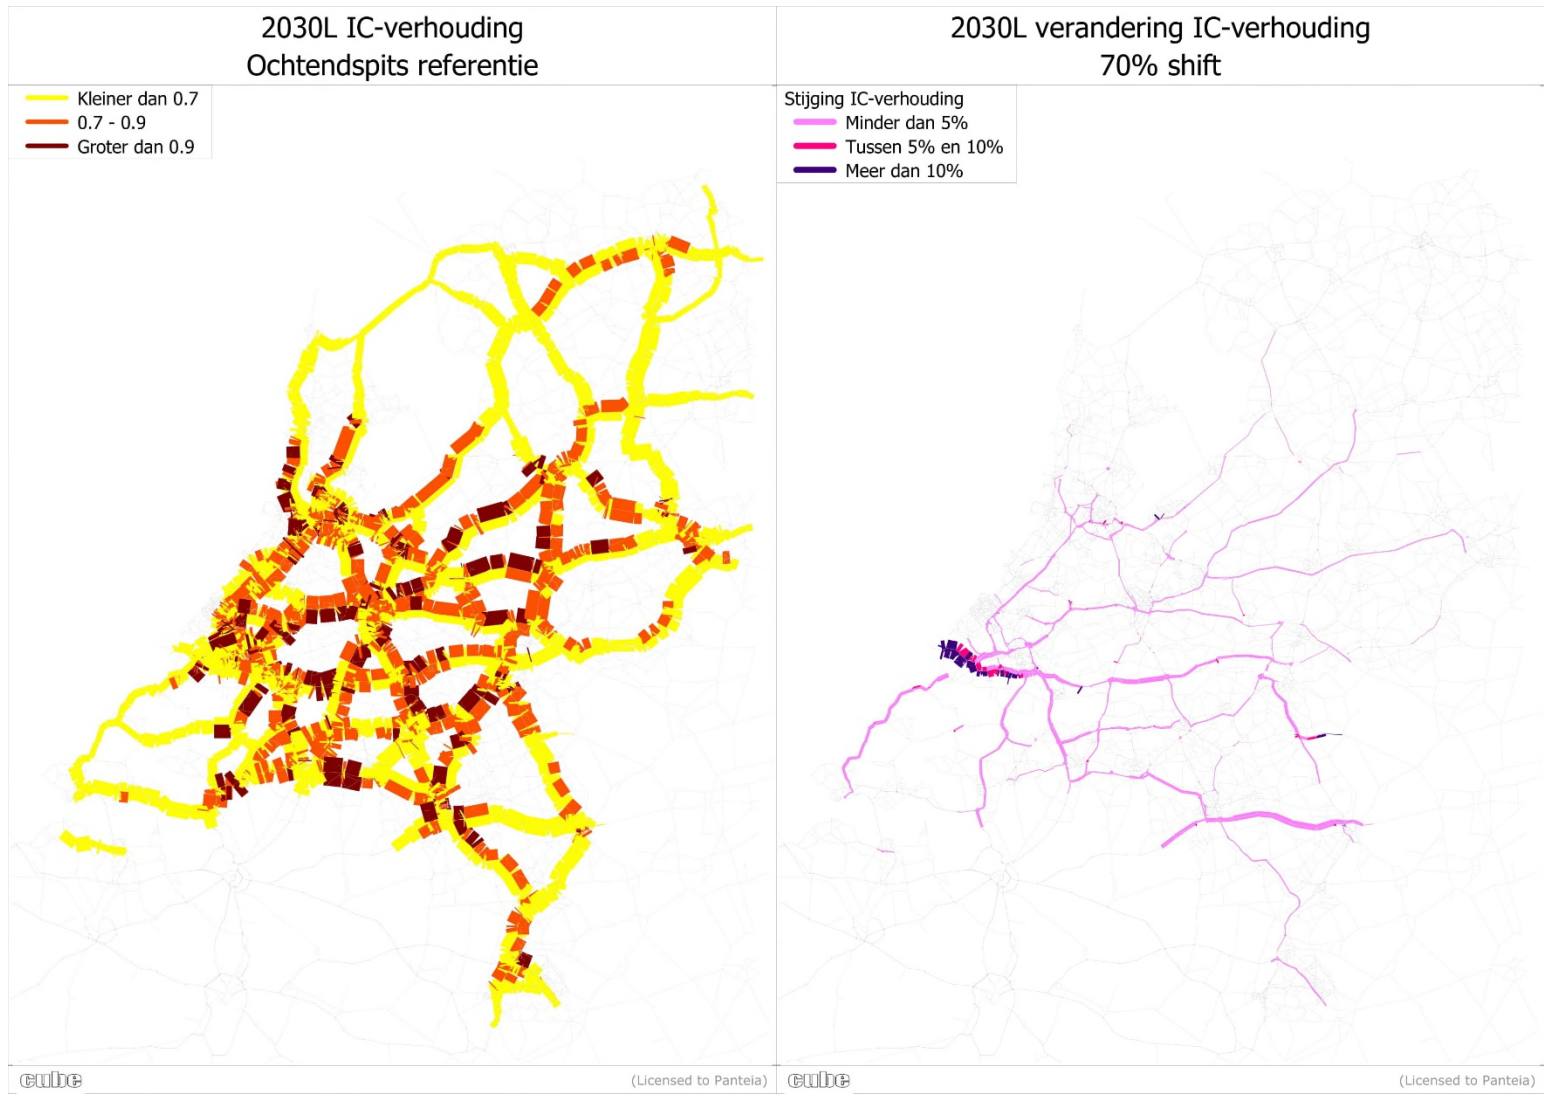 2030L IC-verhouding
Ochtendspits referentie
Kleiner dan 0.7
0.7 - 0.9
Groter dan 0.9
cube
(Licensed to Panteia)
2030L verandering IC-verhouding
70% shift
Stijging IC-verhouding
Minder dan 5%
Tussen 5% en 10%
Meer dan 10%
cube
(Licensed to Panteia)